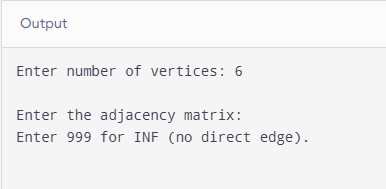 Output
Enter number of vertices: 6
Enter the adjacency matrix:
Enter 999 for INF (no direct edge).